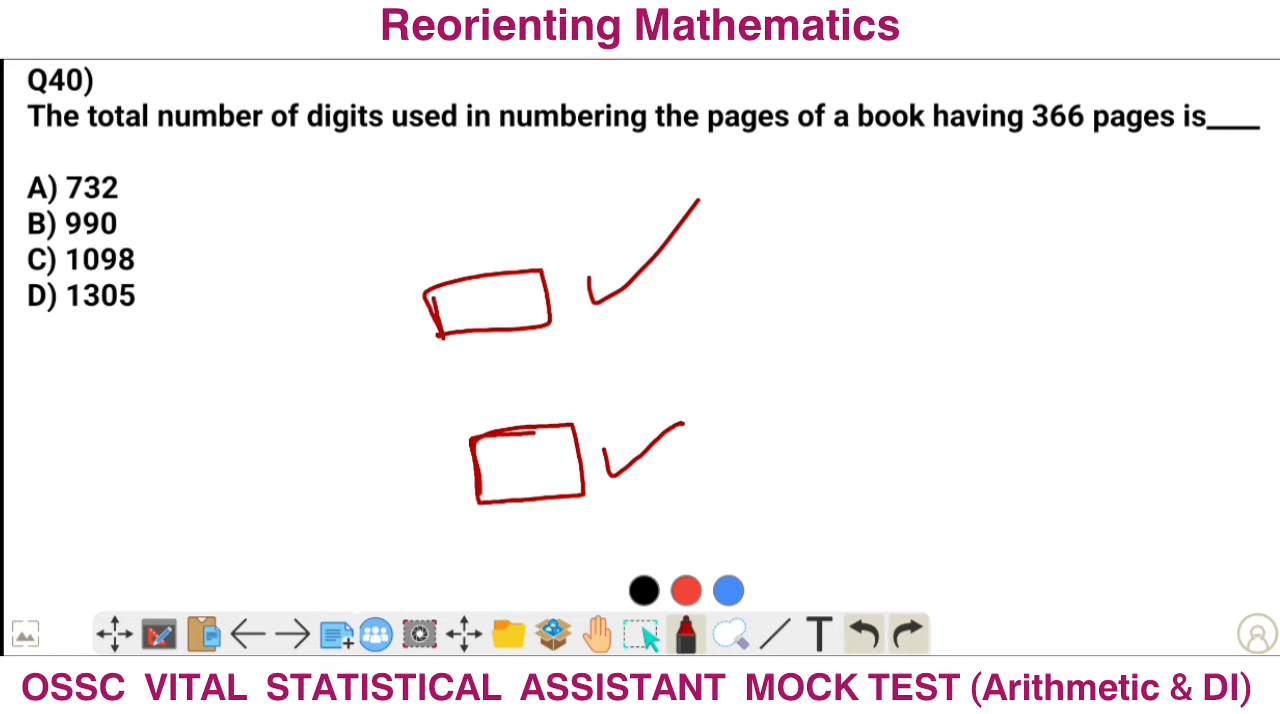 Reorienting Mathematics
Q40)
The total number of digits used in numbering the pages of a book having 366 pages is____
A) 732
B) 990
C) 1098
D) 1305
T
OSSC VITAL STATISTICAL ASSISTANT MOCK TEST (Arithmetic & DI)